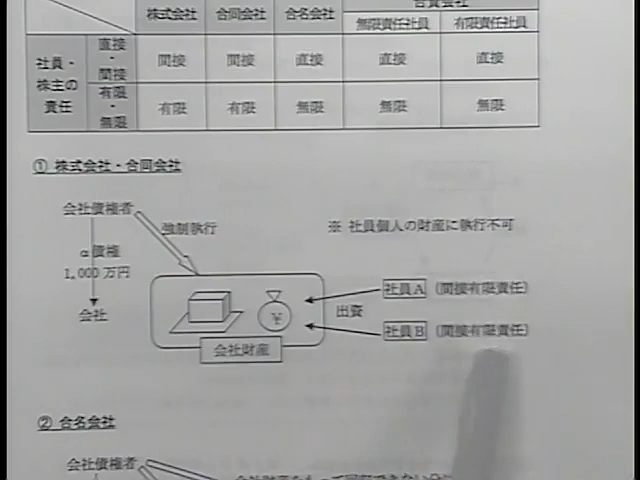 株式会社 合同会社 合名会社 合資会社
無限責任社員 有限責任社員
社員・株主の責任
直接・間接 間接 間接 直接 直接 直接
有限・無限 有限 有限 無限 無限 無限
① 株式会社・合同会社
会社債権者
強制執行
※ 社員個人の財産に執行不可
α債権
1,000万円
会社
¥
出資
社員A (間接有限責任)
社員B (間接有限責任)
会社財産
② 合名会社
会社債権者